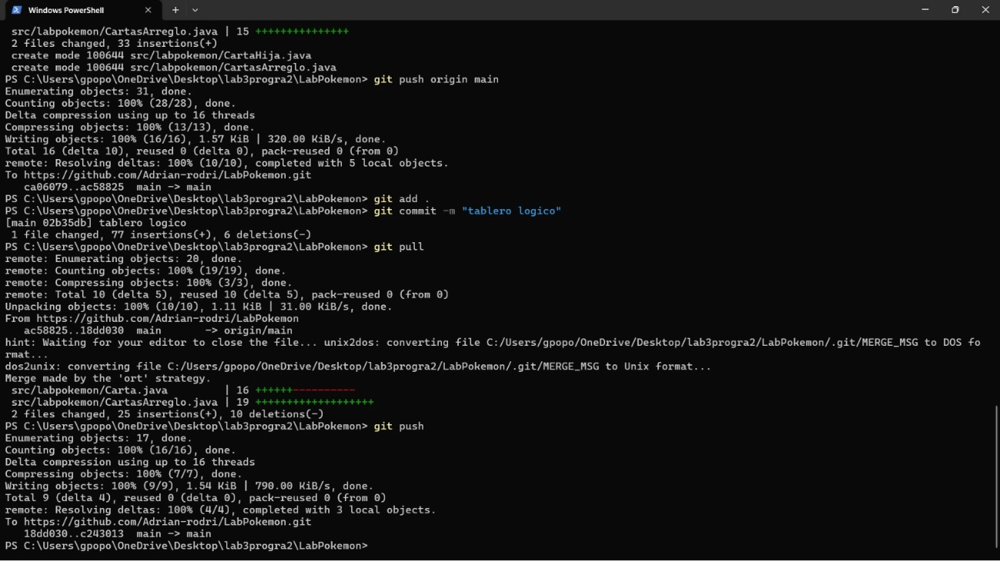 Windows PowerShell
src/labpokemon/CartasArreglo.java | 15 +++++++++++++++
2 files changed, 33 insertions(+)
create mode 100644 src/labpokemon/CartaHija.java
create mode 100644 src/labpokemon/CartasArreglo.java
PS C:\Users\gpopo\OneDrive\Desktop\lab3progra2\LabPokemon> git push origin main
Enumerating objects: 31, done.
Counting objects: 100% (28/28), done.
Delta compression using up to 16 threads
Compressing objects: 100% (13/13), done.
Writing objects: 100% (16/16), 1.57 KiB | 320.00 KiB/s, done.
Total 16 (delta 10), reused 0 (delta 0), pack-reused 0 (from 0)
remote: Resolving deltas: 100% (10/10), completed with 5 local objects.
To https://github.com/Adrian-rodri/LabPokemon.git
ca06079..ac58825  main -> main
PS C:\Users\gpopo\OneDrive\Desktop\lab3progra2\LabPokemon> git add .
PS C:\Users\gpopo\OneDrive\Desktop\lab3progra2\LabPokemon> git commit -m "tablero logico"
[main 02b35db] tablero logico
1 file changed, 77 insertions(+), 6 deletions(-)
PS C:\Users\gpopo\OneDrive\Desktop\lab3progra2\LabPokemon> git pull
remote: Enumerating objects: 20, done.
remote: Counting objects: 100% (19/19), done.
remote: Compressing objects: 100% (3/3), done.
remote: Total 10 (delta 5), reused 10 (delta 5), pack-reused 0 (from 0)
Unpacking objects: 100% (10/10), 1.11 KiB | 31.00 KiB/s, done.
From https://github.com/Adrian-rodri/LabPokemon
ac58825..18dd030  main       -> origin/main
hint: Waiting for your editor to close the file... unix2dos: converting file C:/Users/gpopo/OneDrive/Desktop/lab3progra2/LabPokemon/.git/MERGE_MSG to DOS fo
rmat...
dos2unix: converting file C:/Users/gpopo/OneDrive/Desktop/lab3progra2/LabPokemon/.git/MERGE_MSG to Unix format...
Merge made by the 'ort' strategy.
src/labpokemon/Carta.java         | 16 ++++++----------
src/labpokemon/CartasArreglo.java | 19 +++++++++++++++++++
2 files changed, 25 insertions(+), 10 deletions(-)
PS C:\Users\gpopo\OneDrive\Desktop\lab3progra2\LabPokemon> git push
Enumerating objects: 17, done.
Counting objects: 100% (16/16), done.
Delta compression using up to 16 threads
Compressing objects: 100% (7/7), done.
Writing objects: 100% (9/9), 1.54 KiB | 790.00 KiB/s, done.
Total 9 (delta 4), reused 0 (delta 0), pack-reused 0 (from 0)
remote: Resolving deltas: 100% (4/4), completed with 3 local objects.
To https://github.com/Adrian-rodri/LabPokemon.git
18dd030..c243013  main -> main
PS C:\Users\gpopo\OneDrive\Desktop\lab3progra2\LabPokemon>